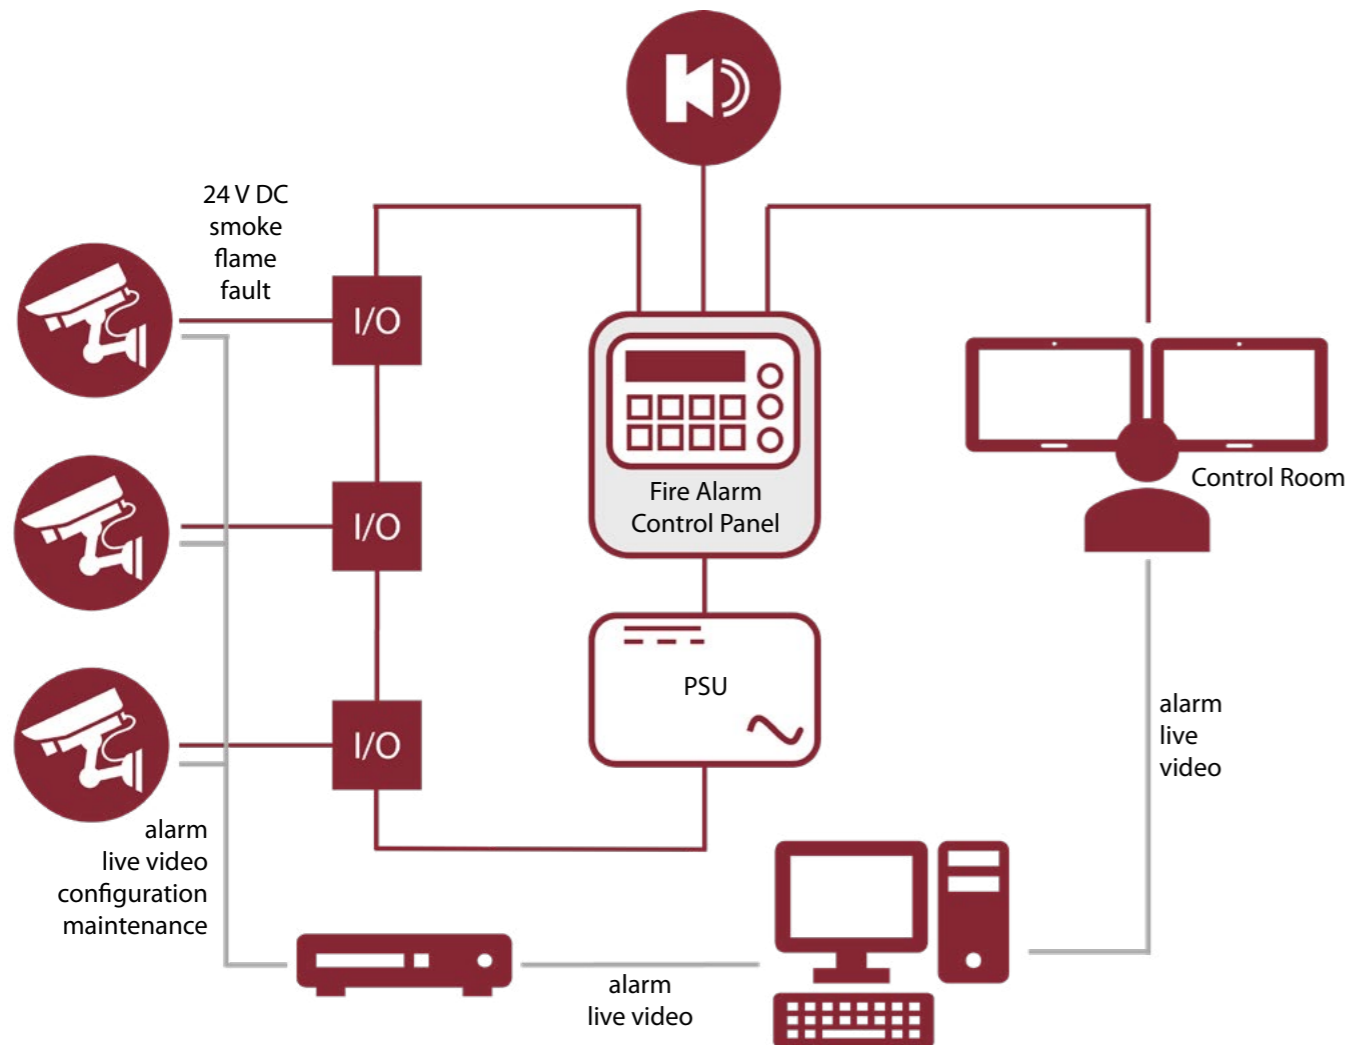 24 V DC
smoke
flame
fault
I/O
I/O
I/O
Fire Alarm
Control Panel
PSU
Control Room
alarm
live
video
alarm
live video
configuration
maintenance
alarm
live video